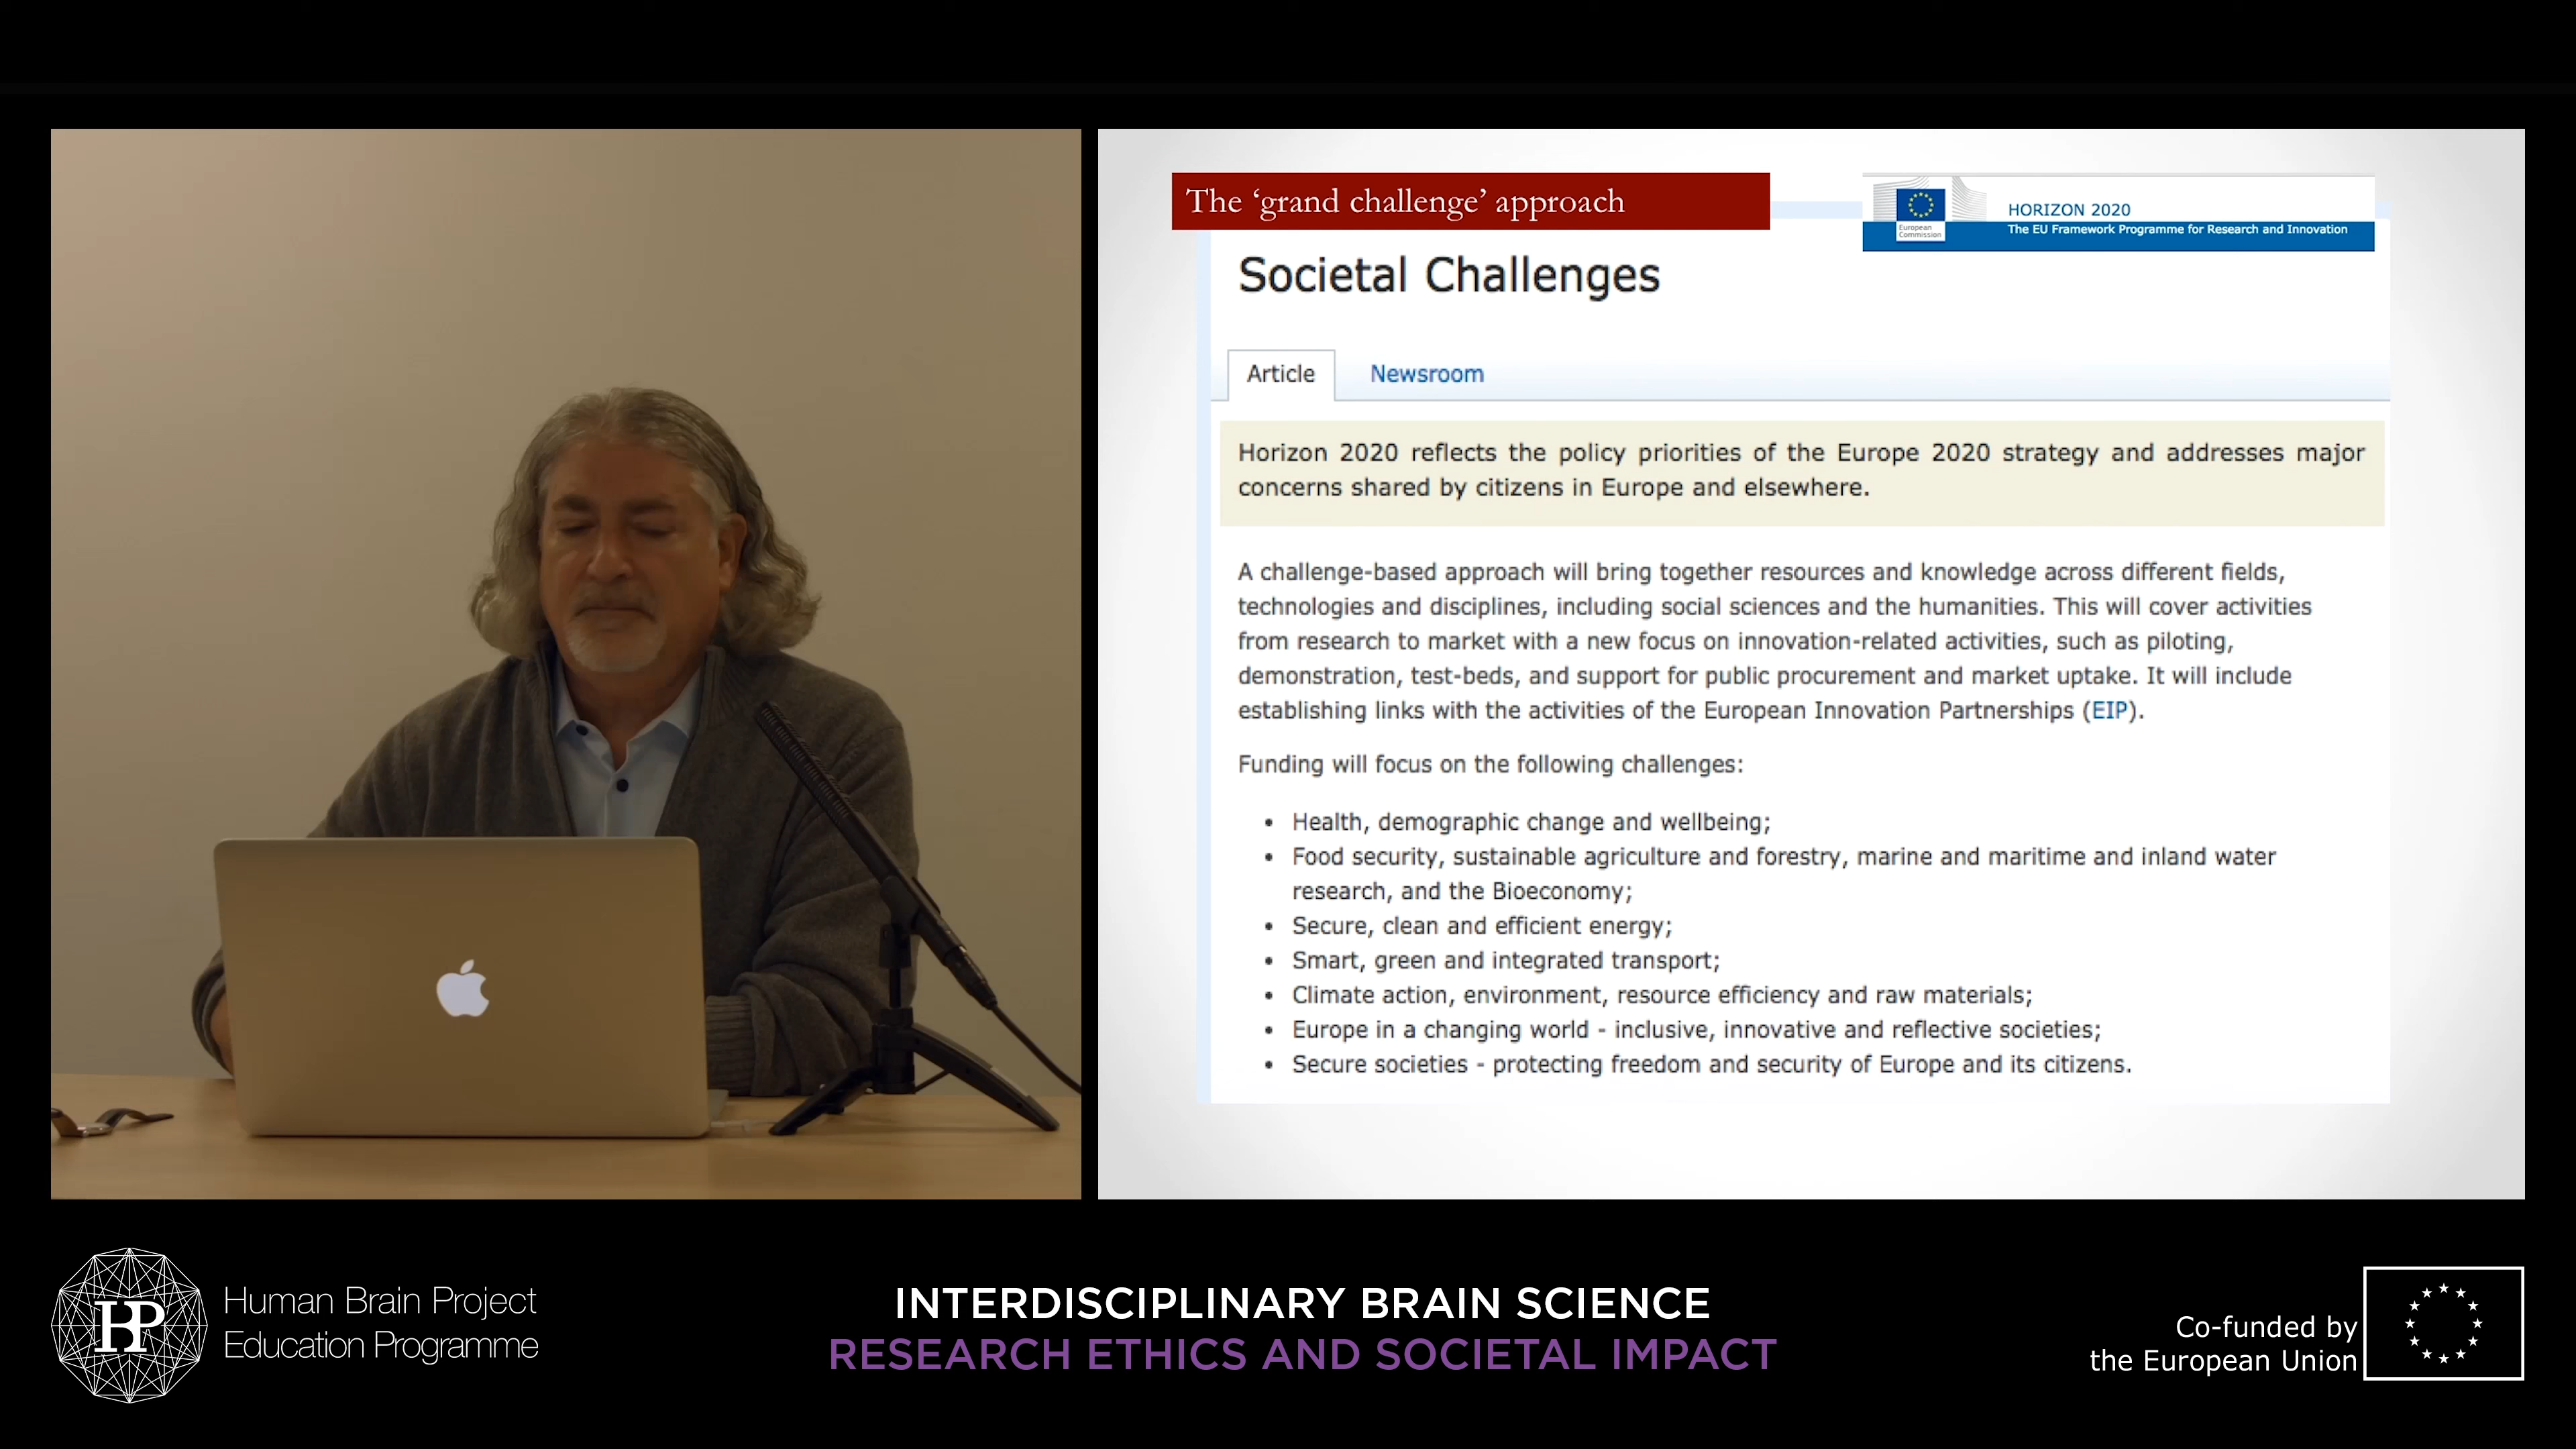 The ‘grand challenge’ approach
European
Commission
HORIZON 2020
The EU Framework Programme for Research and Innovation
Societal Challenges
Article
Newsroom
Horizon 2020 reflects the policy priorities of the Europe 2020 strategy and addresses major
concerns shared by citizens in Europe and elsewhere.
A challenge-based approach will bring together resources and knowledge across different fields,
technologies and disciplines, including social sciences and the humanities. This will cover activities
from research to market with a new focus on innovation-related activities, such as piloting,
demonstration, test-beds, and support for public procurement and market uptake. It will include
establishing links with the activities of the European Innovation Partnerships (EIP).
Funding will focus on the following challenges:
• Health, demographic change and wellbeing;
• Food security, sustainable agriculture and forestry, marine and maritime and inland water
research, and the Bioeconomy;
• Secure, clean and efficient energy;
• Smart, green and integrated transport;
• Climate action, environment, resource efficiency and raw materials;
• Europe in a changing world - inclusive, innovative and reflective societies;
• Secure societies - protecting freedom and security of Europe and its citizens.
HBP
Human Brain Project
Education Programme
INTERDISCIPLINARY BRAIN SCIENCE
RESEARCH ETHICS AND SOCIETAL IMPACT
Co-funded by
the European Union